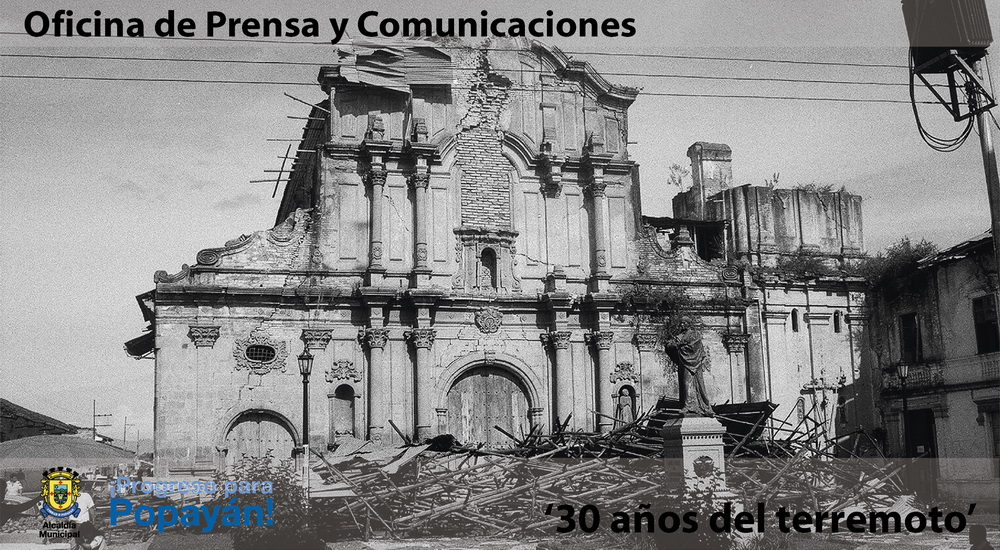 Oficina de Prensa y Comunicaciones
Alcaldía
Municipal
¡Progreso para
Popayán!
‘30 años del terremoto’